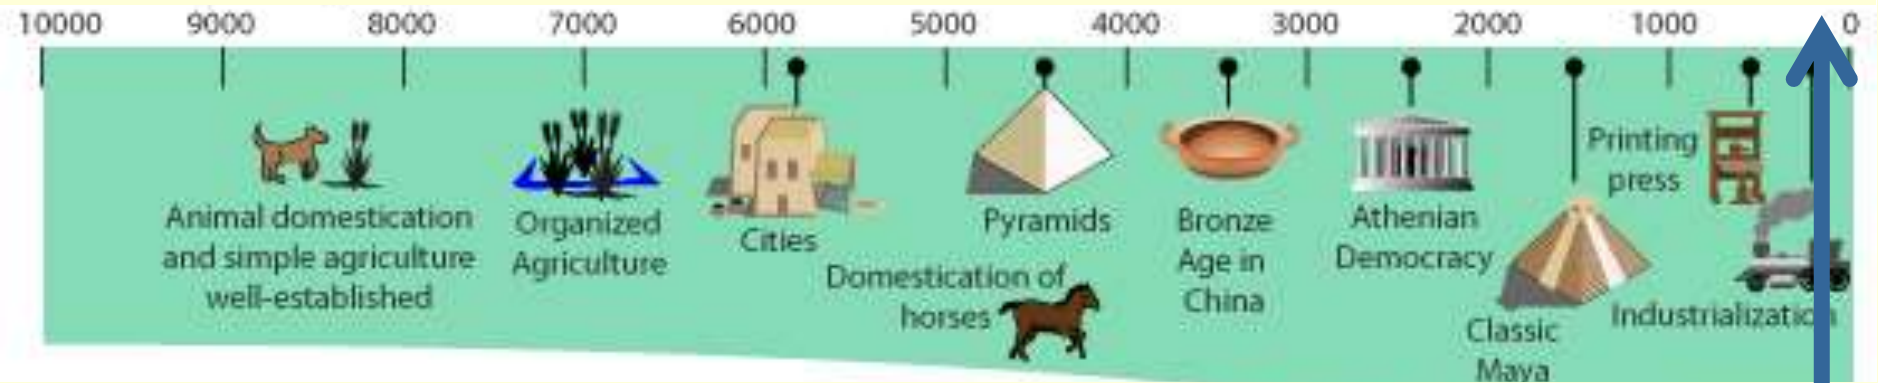 10000 9000 8000 7000 6000 5000 4000 3000 2000 1000 0
Animal domestication
and simple agriculture
well-established
Organized
Agriculture
Cities
Domestication of
horses
Pyramids
Bronze
Age in
China
Athenian
Democracy
Classic
Maya
Printing
press
Industrialization